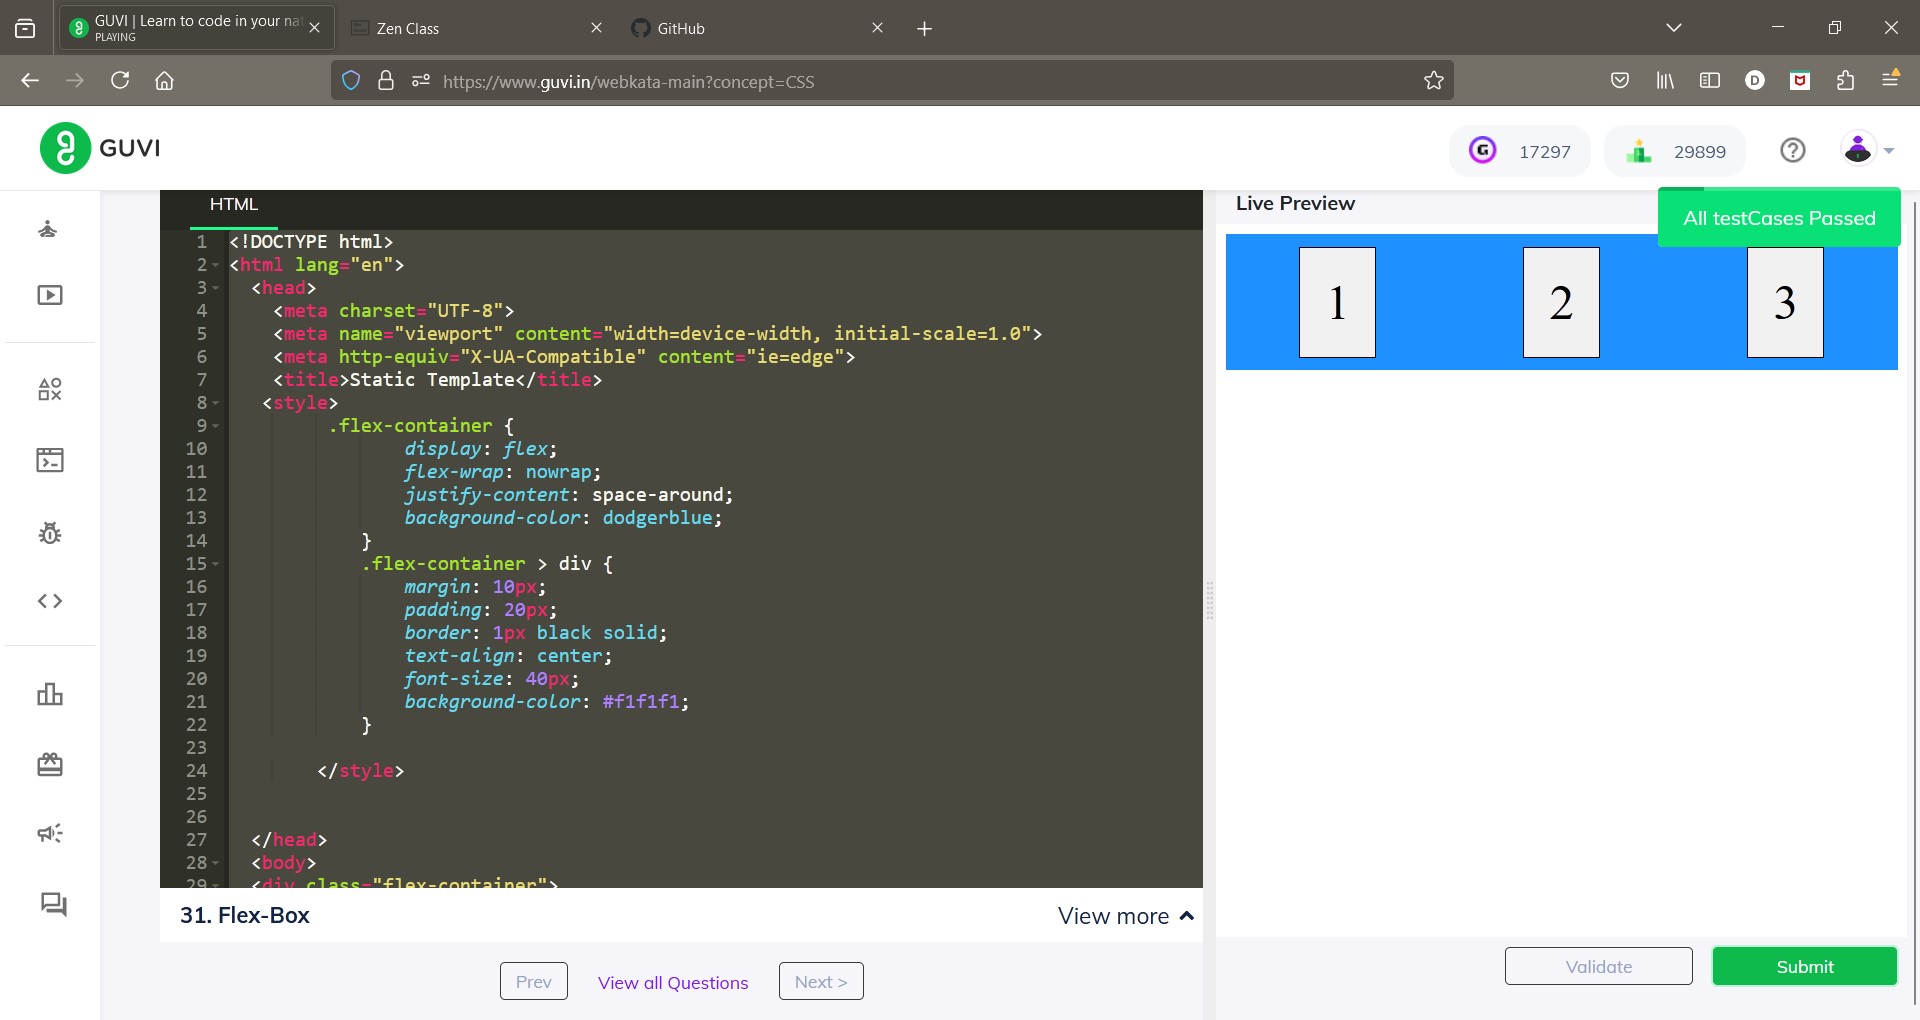 GUVI | Learn to code in your nat
PLAYING
Zen Class
GitHub
https://www.guvi.in/webkata-main?concept=CSS
D
GUVI
G
17297
29899
HTML
Live Preview
All testCases Passed
1 <!DOCTYPE html>
2 <html lang="en">
3 <head>
4 <meta charset="UTF-8">
5 <meta name="viewport" content="width=device-width, initial-scale=1.0">
6 <meta http-equiv="X-UA-Compatible" content="ie=edge">
7 <title>Static Template</title>
8 <style>
9 .flex-container {
10 display: flex;
11 flex-wrap: nowrap;
12 justify-content: space-around;
13 background-color: dodgerblue;
14 }
15 .flex-container > div {
16 margin: 10px;
17 padding: 20px;
18 border: 1px black solid;
19 text-align: center;
20 font-size: 40px;
21 background-color: #f1f1f1;
22 }
23
24 </style>
25
26
27 </head>
28 <body>
29 <div class="flex-container">
1 2 3
31. Flex-Box
View more
Prev
View all Questions
Next >
Validate
Submit